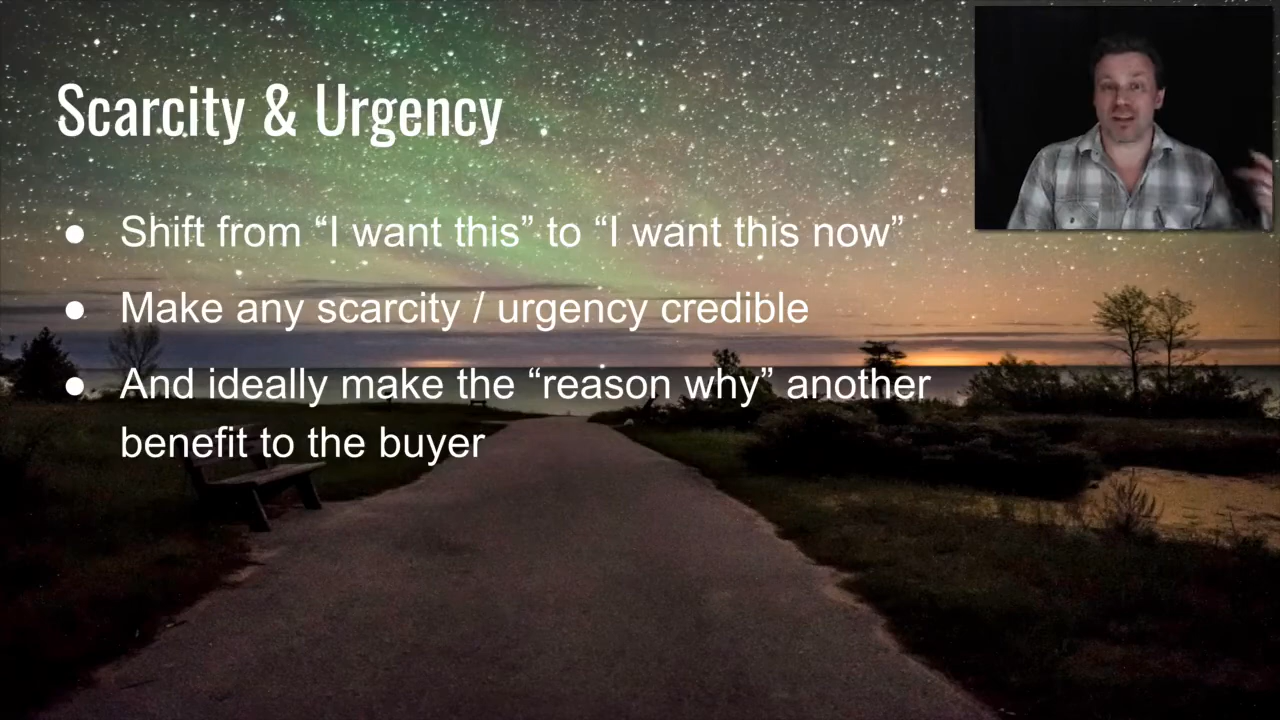 Scarcity & Urgency
● Shift from “I want this” to “I want this now”
● Make any scarcity / urgency credible
● And ideally make the “reason why” another
benefit to the buyer